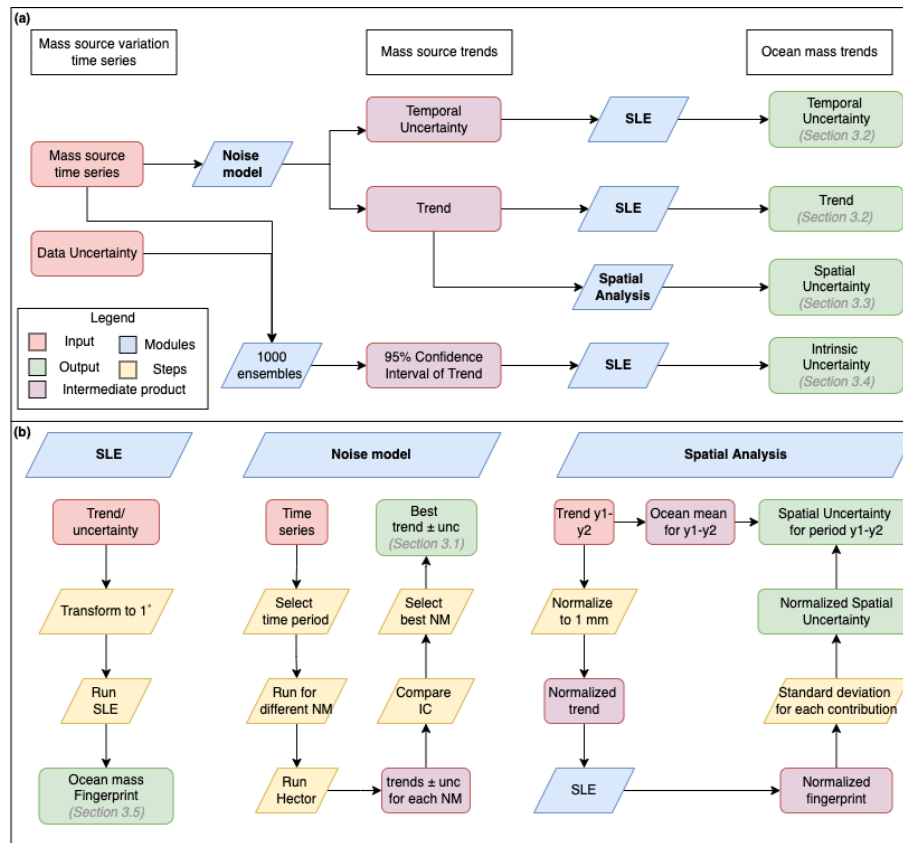 (a)
Mass source variation
time series
Mass source trends
Ocean mass trends
Temporal
Uncertainty
SLE
Temporal
Uncertainty
(Section 3.2)
Mass source
time series
Noise
model
Trend
SLE
Trend
(Section 3.2)
Data Uncertainty
Spatial
Analysis
Spatial
Uncertainty
(Section 3.3)
Legend
Input
Modules
Output
Steps
Intermediate product
1000
ensembles
95% Confidence
Interval of Trend
SLE
Intrinsic
Uncertainty
(Section 3.4)
(b)
SLE
Noise model
Spatial Analysis
Trend/
uncertainty
Transform to 1°
Run
SLE
Ocean mass
Fingerprint
(Section 3.5)
Time
series
Select
time period
Run for
different NM
Run
Hector
trends ± unc
for each NM
Compare
IC
Select
best NM
Best
trend ± unc
(Section 3.1)
Trend y1-
y2
Ocean mean
for y1-y2
Spatial Uncertainty
for period y1-y2
Normalize
to 1 mm
Normalized
trend
SLE
Normalized
fingerprint
Standard deviation
for each contribution
Normalized Spatial
Uncertainty